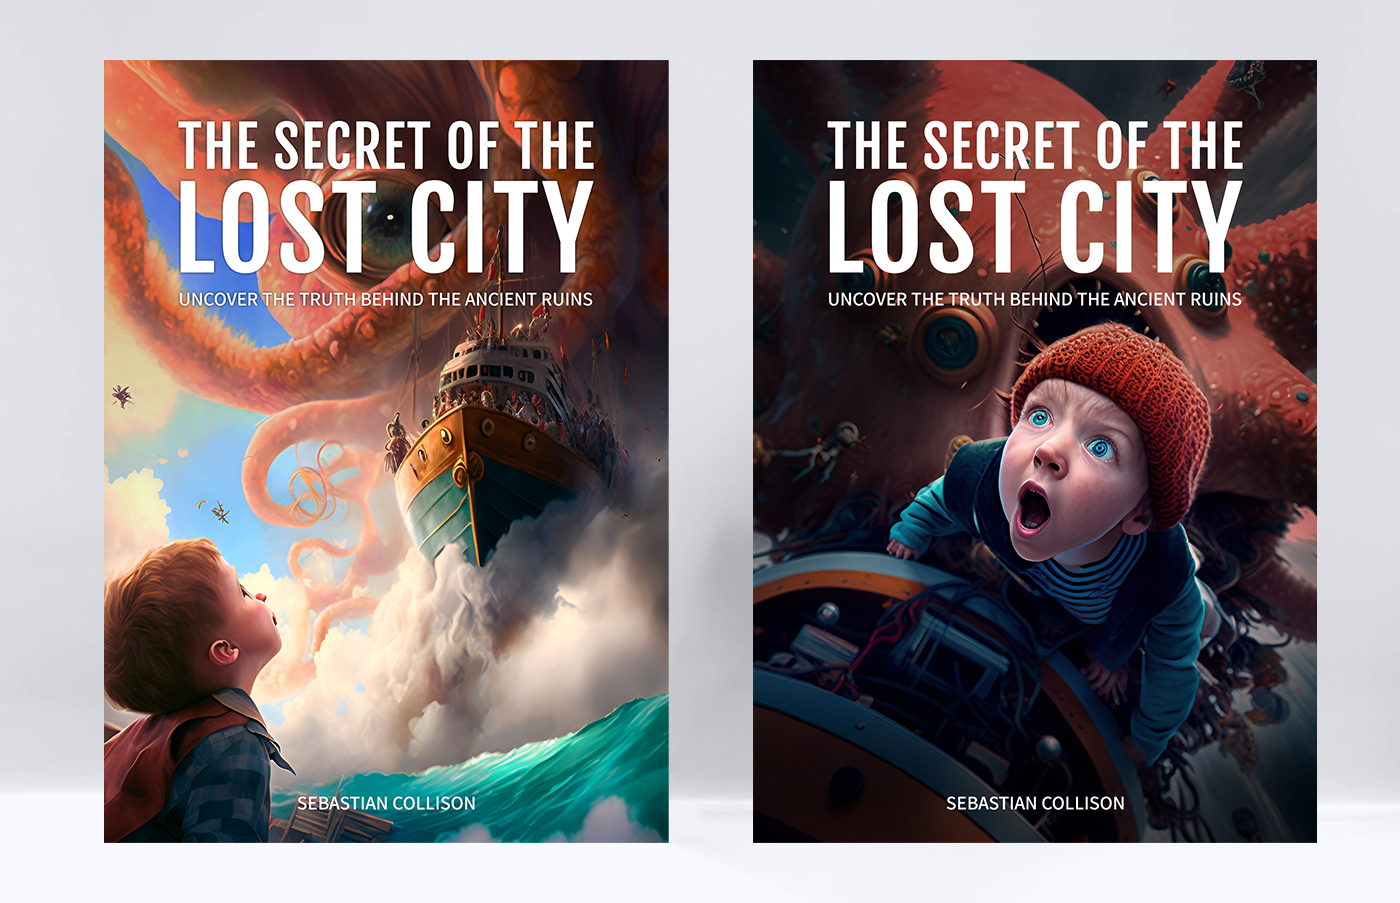 THE SECRET OF THE
LOST CITY
UNCOVER THE TRUTH BEHIND THE ANCIENT RUINS
SEBASTIAN COLLISON
THE SECRET OF THE
LOST CITY
UNCOVER THE TRUTH BEHIND THE ANCIENT RUINS
SEBASTIAN COLLISON